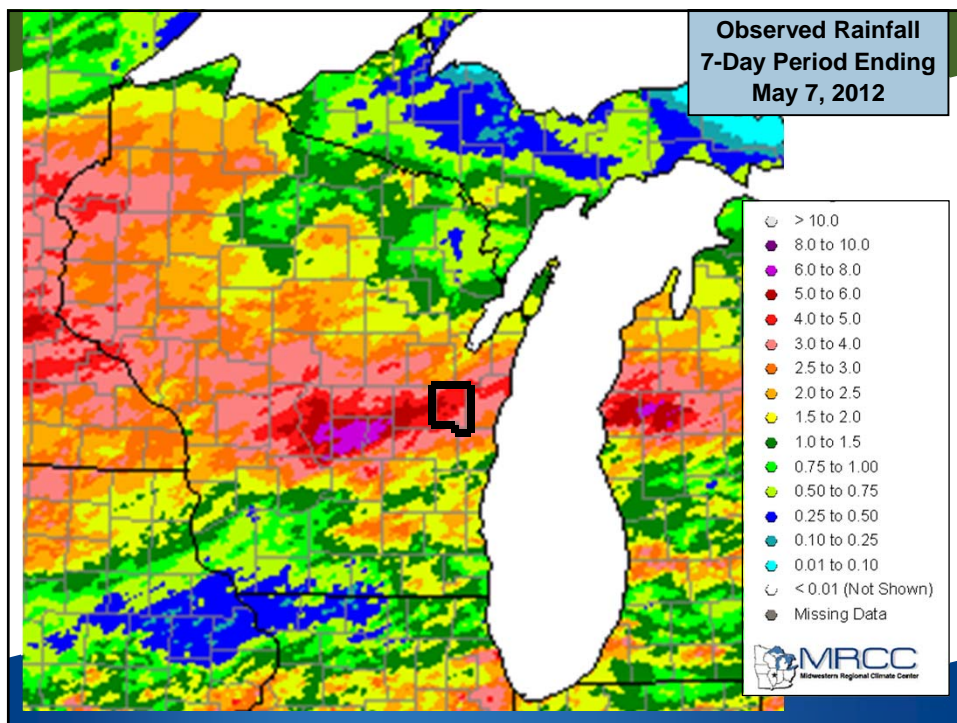 Observed Rainfall
7-Day Period Ending
May 7, 2012
> 10.0
8.0 to 10.0
6.0 to 8.0
5.0 to 6.0
4.0 to 5.0
3.0 to 4.0
2.5 to 3.0
2.0 to 2.5
1.5 to 2.0
1.0 to 1.5
0.75 to 1.00
0.50 to 0.75
0.25 to 0.50
0.10 to 0.25
0.01 to 0.10
< 0.01 (Not Shown)
Missing Data
MRCC
Midwestern Regional Climate Center